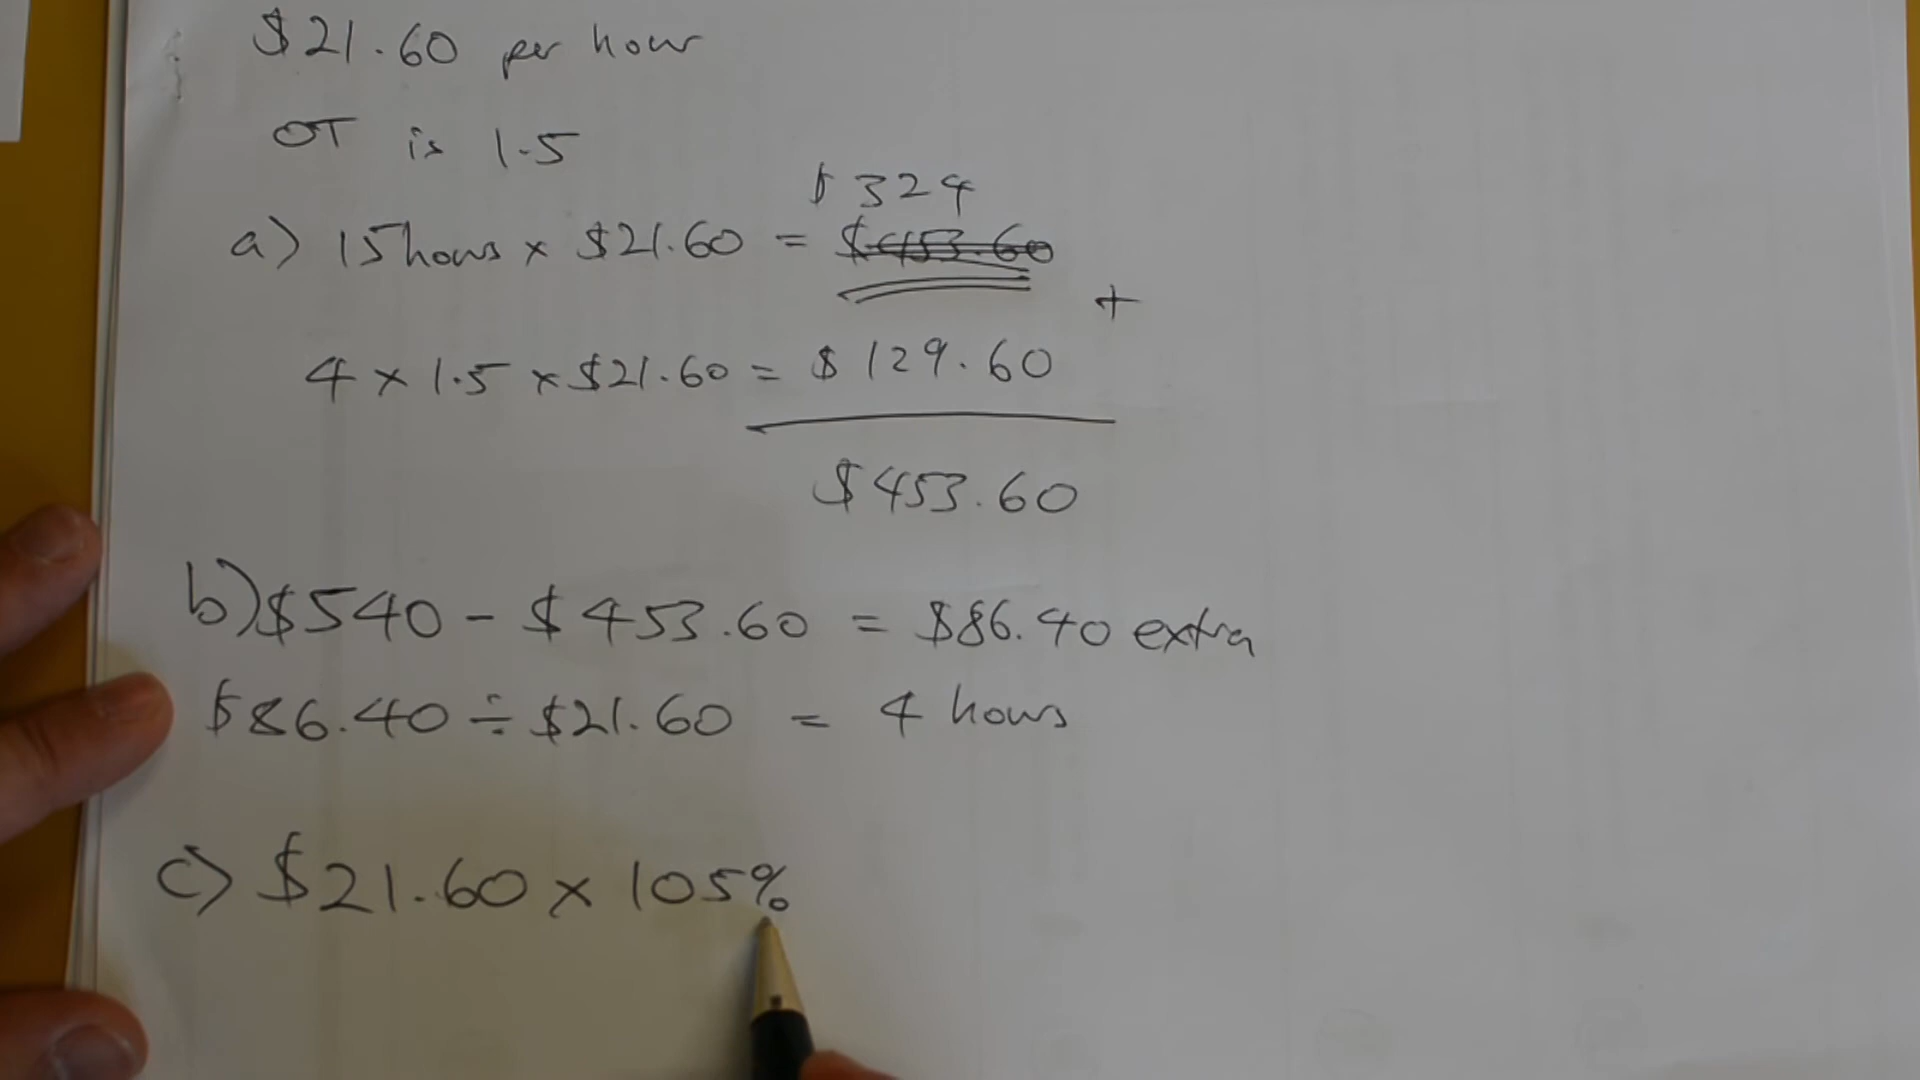 $21.60 per hour
OT is 1.5
$324
a) 15 hours x $21.60 = $453.60
+
4 x 1.5 x $21.60 = $129.60
$453.60
b) $540 - $453.60 = $86.40 extra
$86.40 ÷ $21.60 = 4 hours
c) $21.60 x 105%